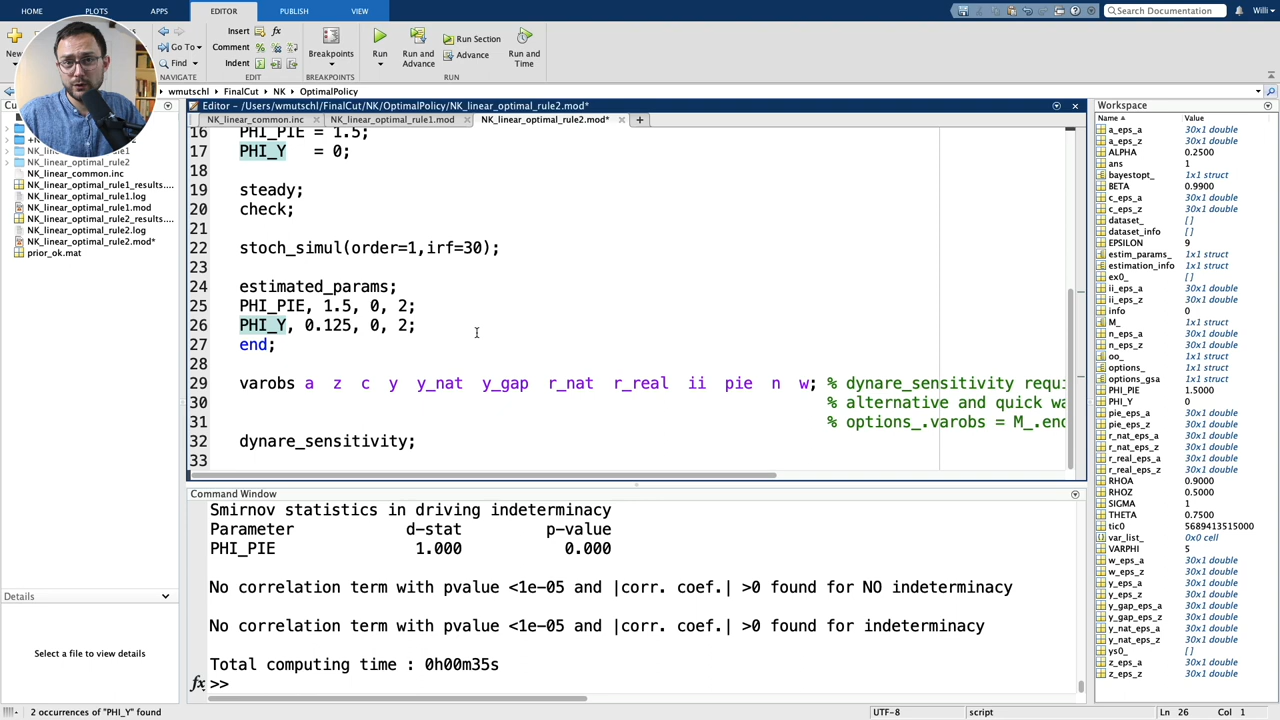 HOME PLOTS APPS EDITOR PUBLISH VIEW
Search Documentation
Willi
New
Go To
Find
NAVIGATE
Insert
Comment
Indent
EDIT
Breakpoints
BREAKPOINTS
Run
Run and Advance
Run Section
Advance
Run and Time
RUN
wmutschl FinalCut NK OptimalPolicy
Editor - /Users/wmutschl/FinalCut/NK/OptimalPolicy/NK_linear_optimal_rule2.mod*
NK_linear_common.inc NK_linear_optimal_rule1.mod NK_linear_optimal_rule2.mod*
NK_linear_optimal_rule2
NK_linear_common.inc
NK_linear_optimal_rule1_results....
NK_linear_optimal_rule1.log
NK_linear_optimal_rule1.mod
NK_linear_optimal_rule2_results....
NK_linear_optimal_rule2.log
NK_linear_optimal_rule2.mod*
prior_ok.mat
Details
Select a file to view details
16 PHI_PIE = 1.5;
17 PHI_Y = 0;
18
19 steady;
20 check;
21
22 stoch_simul(order=1,irf=30);
23
24 estimated_params;
25 PHI_PIE, 1.5, 0, 2;
26 PHI_Y, 0.125, 0, 2;
27 end;
28
29 varobs a z c y y_nat y_gap r_nat r_real ii pie n w; % dynare_sensitivity requi
30 % alternative and quick wa
31 % options_.varobs = M_.end
32 dynare_sensitivity;
33
Command Window
Smirnov statistics in driving indeterminacy
Parameter d-stat p-value
PHI_PIE 1.000 0.000
No correlation term with pvalue <1e-05 and |corr. coef.| >0 found for NO indeterminacy
No correlation term with pvalue <1e-05 and |corr. coef.| >0 found for indeterminacy
Total computing time : 0h00m35s
fx >>
Workspace
Name Value
a_eps_a 30x1 double
a_eps_z 30x1 double
ALPHA 0.2500
ans 1
bayestopt_ 1x1 struct
BETA 0.9900
c_eps_a 30x1 double
c_eps_z 30x1 double
dataset_ [ ]
dataset_info [ ]
EPSILON 9
estim_params_ 1x1 struct
estimation_info 1x1 struct
ex0_ [ ]
ii_eps_a 30x1 double
ii_eps_z 30x1 double
info 0
M_ 1x1 struct
n_eps_a 30x1 double
n_eps_z 30x1 double
oo_ 1x1 struct
options_ 1x1 struct
options_gsa 1x1 struct
PHI_PIE 1.5000
PHI_Y 0
pie_eps_a 30x1 double
pie_eps_z 30x1 double
r_nat_eps_a 30x1 double
r_nat_eps_z 30x1 double
r_real_eps_a 30x1 double
r_real_eps_z 30x1 double
RHOA 0.9000
RHOZ 0.5000
SIGMA 1
THETA 0.7500
tic0 5689413515000
var_list_ 0x0 cell
VARPHI 5
w_eps_a 30x1 double
w_eps_z 30x1 double
y_eps_a 30x1 double
y_eps_z 30x1 double
y_gap_eps_a 30x1 double
y_gap_eps_z 30x1 double
y_nat_eps_a 30x1 double
y_nat_eps_z 30x1 double
ys0_ [ ]
z_eps_a 30x1 double
z_eps_z 30x1 double
2 occurrences of "PHI_Y" found
UTF-8 script Ln 26 Col 1